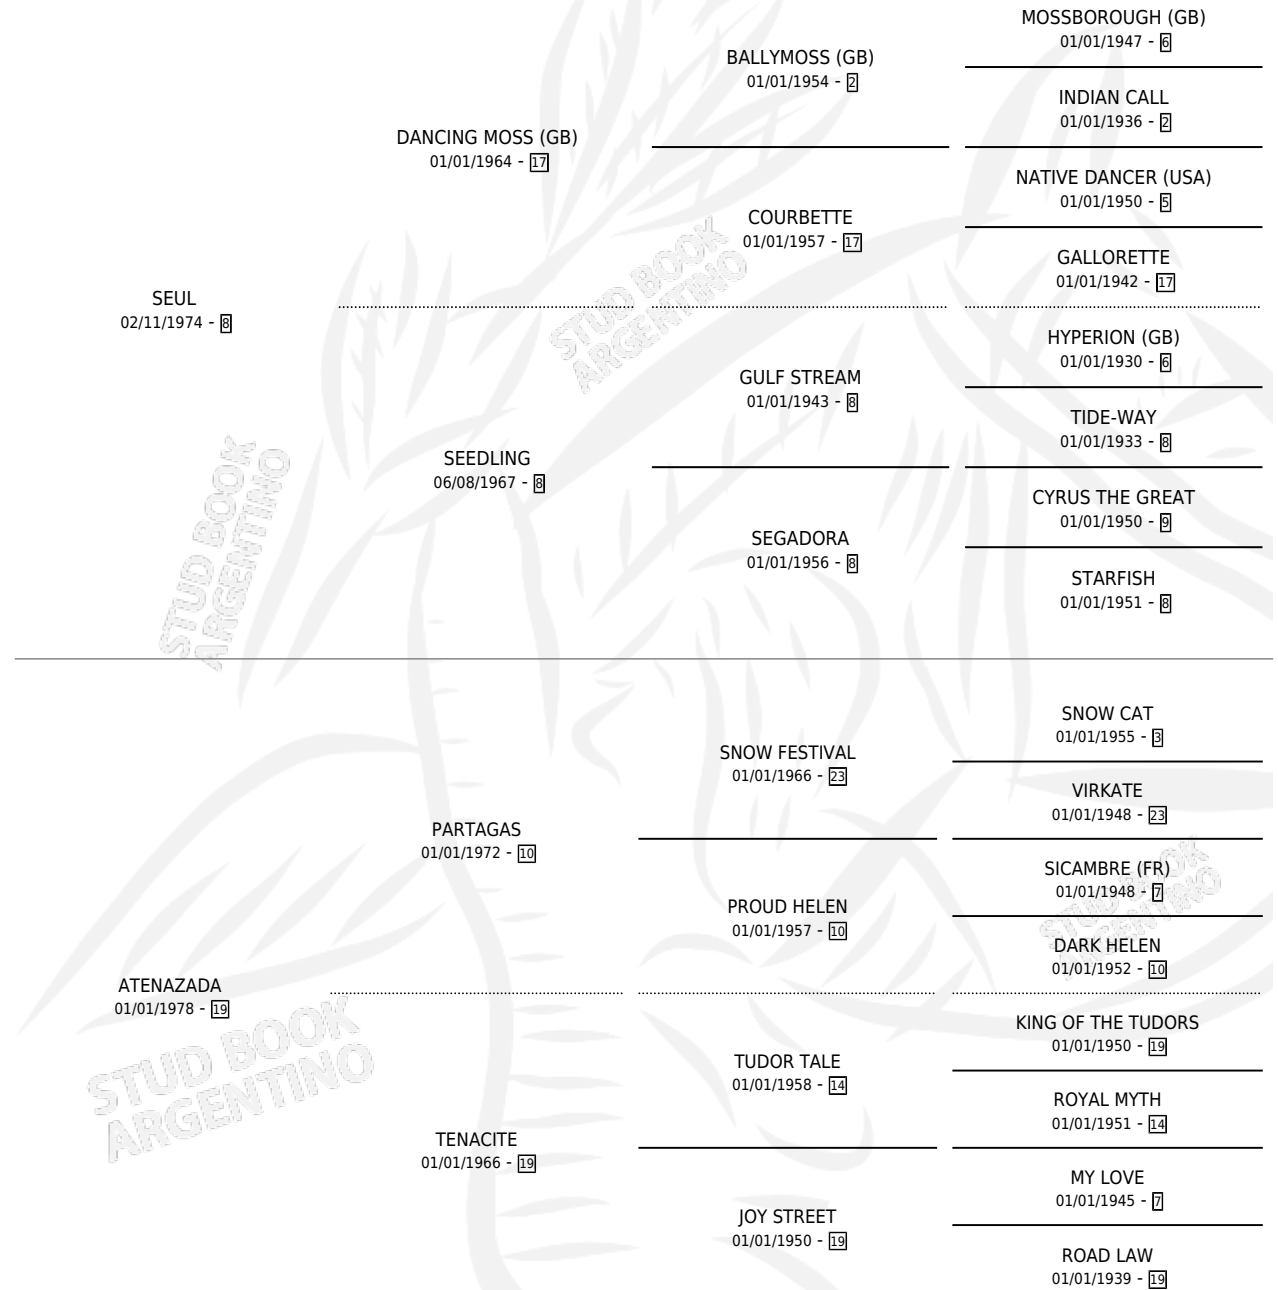 MOSSBOROUGH (GB)
01/01/1947 - 6
BALLYMOSS (GB)
01/01/1954 - 2
INDIAN CALL
01/01/1936 - 2
DANCING MOSS (GB)
01/01/1964 - 17
NATIVE DANCER (USA)
01/01/1950 - 5
COURBETTE
01/01/1957 - 17
GALLORETTE
01/01/1942 - 17
SEUL
02/11/1974 - 8
STUD BOOK
ARGENTINO
HYPERION (GB)
01/01/1930 - 6
GULF STREAM
01/01/1943 - 8
TIDE-WAY
01/01/1933 - 8
SEEDLING
06/08/1967 - 8
CYRUS THE GREAT
01/01/1950 - 9
SEGADORA
01/01/1956 - 8
STARFISH
01/01/1951 - 8
STUD BOOK
ARGENTINO
SNOW CAT
01/01/1955 - 3
SNOW FESTIVAL
01/01/1966 - 23
VIRKATE
01/01/1948 - 23
PARTAGAS
01/01/1972 - 10
SICAMBRE (FR)
01/01/1948 - 7
PROUD HELEN
01/01/1957 - 10
STUD BOOK
ARGENTINO
DARK HELEN
01/01/1952 - 10
ATENAZADA
01/01/1978 - 19
STUD BOOK
ARGENTINO
KING OF THE TUDORS
01/01/1950 - 19
TUDOR TALE
01/01/1958 - 14
ROYAL MYTH
01/01/1951 - 14
TENACITE
01/01/1966 - 19
MY LOVE
01/01/1945 - 7
JOY STREET
01/01/1950 - 19
ROAD LAW
01/01/1939 - 19